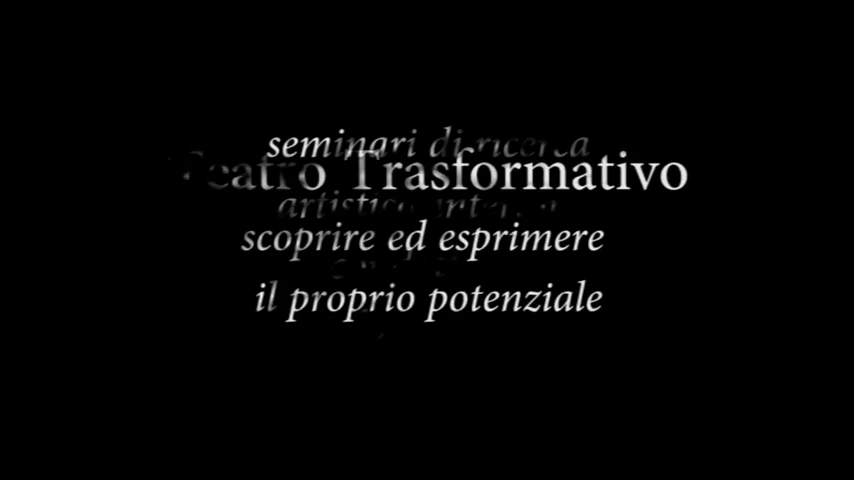 seminari di ricerca
Teatro Trasformativo
scoprire ed esprimere
il proprio potenziale